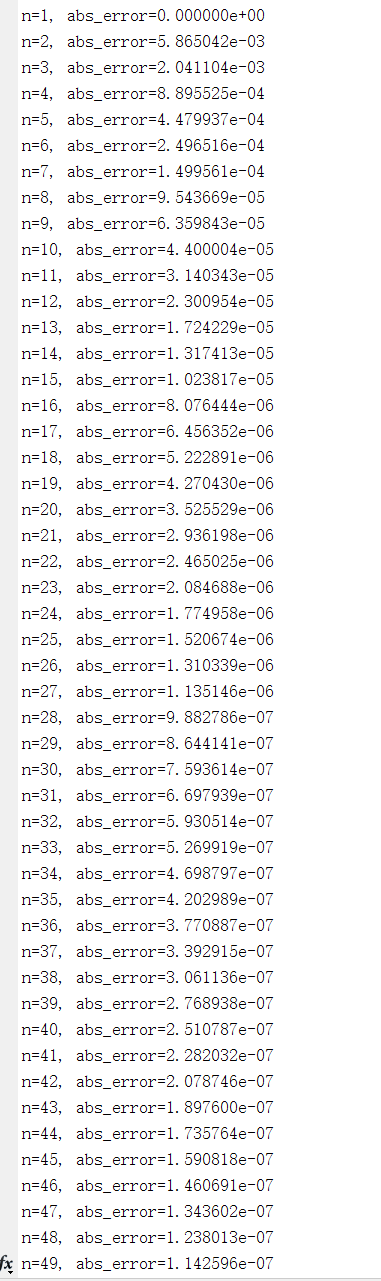 n=1, abs_error=0.000000e+00
n=2, abs_error=5.865042e-03
n=3, abs_error=2.041104e-03
n=4, abs_error=8.895525e-04
n=5, abs_error=4.479937e-04
n=6, abs_error=2.496516e-04
n=7, abs_error=1.499561e-04
n=8, abs_error=9.543669e-05
n=9, abs_error=6.359843e-05
n=10, abs_error=4.400004e-05
n=11, abs_error=3.140343e-05
n=12, abs_error=2.300954e-05
n=13, abs_error=1.724229e-05
n=14, abs_error=1.317413e-05
n=15, abs_error=1.023817e-05
n=16, abs_error=8.076444e-06
n=17, abs_error=6.456352e-06
n=18, abs_error=5.222891e-06
n=19, abs_error=4.270430e-06
n=20, abs_error=3.525529e-06
n=21, abs_error=2.936198e-06
n=22, abs_error=2.465025e-06
n=23, abs_error=2.084688e-06
n=24, abs_error=1.774958e-06
n=25, abs_error=1.520674e-06
n=26, abs_error=1.310339e-06
n=27, abs_error=1.135146e-06
n=28, abs_error=9.882786e-07
n=29, abs_error=8.644141e-07
n=30, abs_error=7.593614e-07
n=31, abs_error=6.697939e-07
n=32, abs_error=5.930514e-07
n=33, abs_error=5.269919e-07
n=34, abs_error=4.698797e-07
n=35, abs_error=4.202989e-07
n=36, abs_error=3.770887e-07
n=37, abs_error=3.392915e-07
n=38, abs_error=3.061136e-07
n=39, abs_error=2.768938e-07
n=40, abs_error=2.510787e-07
n=41, abs_error=2.282032e-07
n=42, abs_error=2.078746e-07
n=43, abs_error=1.897600e-07
n=44, abs_error=1.735764e-07
n=45, abs_error=1.590818e-07
n=46, abs_error=1.460691e-07
n=47, abs_error=1.343602e-07
n=48, abs_error=1.238013e-07
fx n=49, abs_error=1.142596e-07